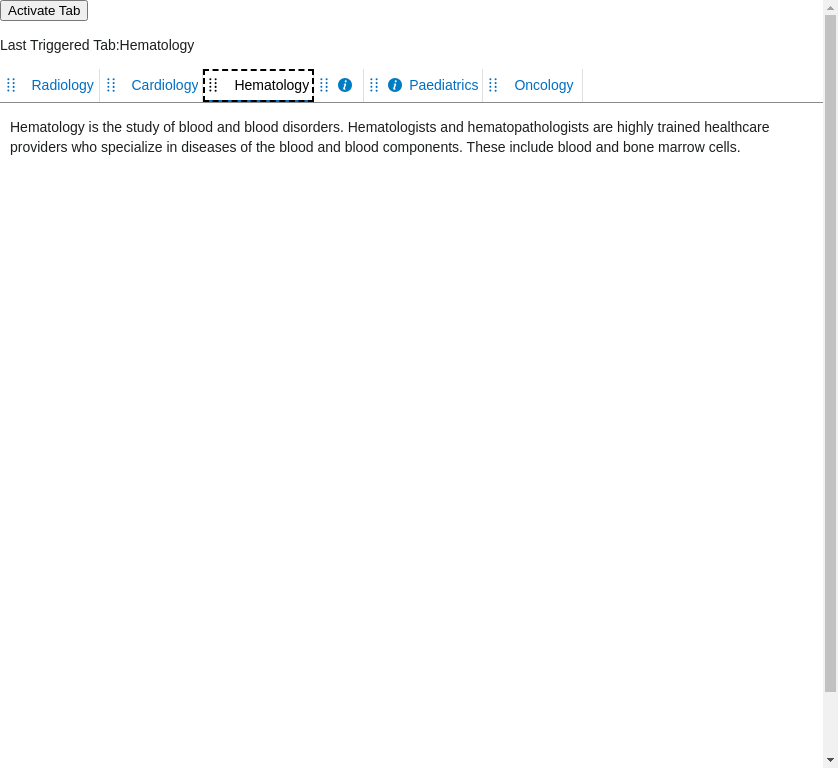 Activate Tab
Last Triggered Tab:Hematology
Radiology Cardiology Hematology Paediatrics Oncology
Hematology is the study of blood and blood disorders. Hematologists and hematopathologists are highly trained healthcare
providers who specialize in diseases of the blood and blood components. These include blood and bone marrow cells.